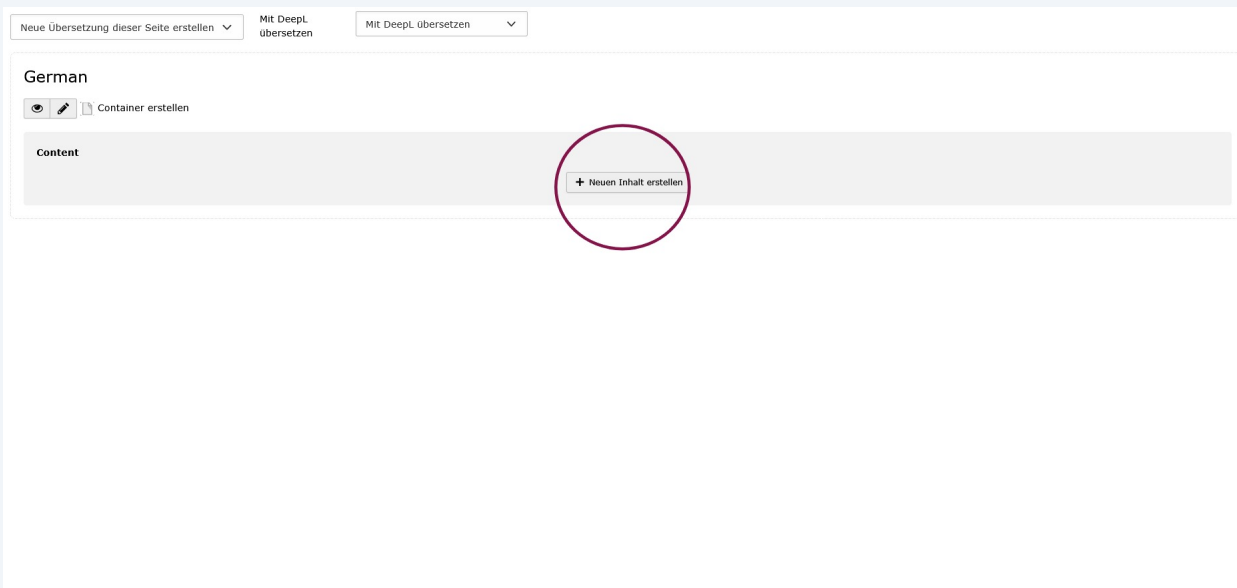 Neue Übersetzung dieser Seite erstellen
Mit DeepL
übersetzen
Mit DeepL übersetzen
German
Container erstellen
Content
+ Neuen Inhalt erstellen